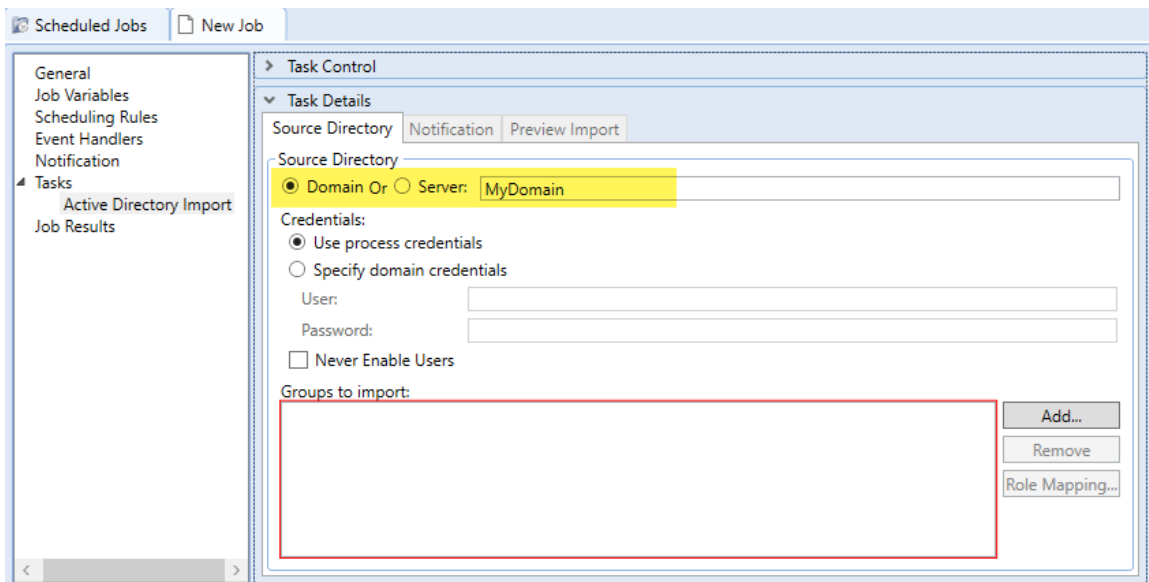 Scheduled Jobs
New Job
General
Job Variables
Scheduling Rules
Event Handlers
Notification
Tasks
Active Directory Import
Job Results
Task Control
Task Details
Source Directory Notification Preview Import
Source Directory
Domain Or Server: MyDomain
Credentials:
Use process credentials
Specify domain credentials
User:
Password:
Never Enable Users
Groups to import:
Add...
Remove
Role Mapping...